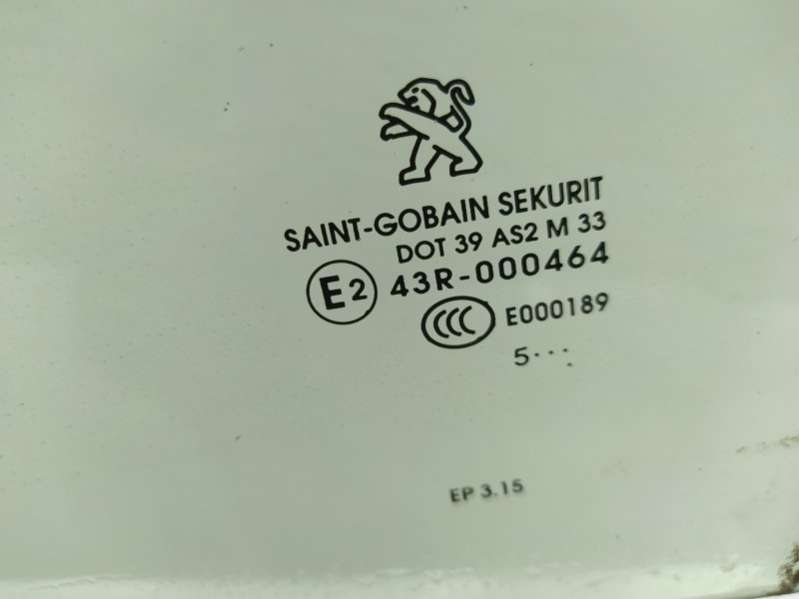 SAINT-GOBAIN SEKURIT
DOT 39 AS2 M 33
E2 43R-000464
CCC E000189
5····
EP 3.15